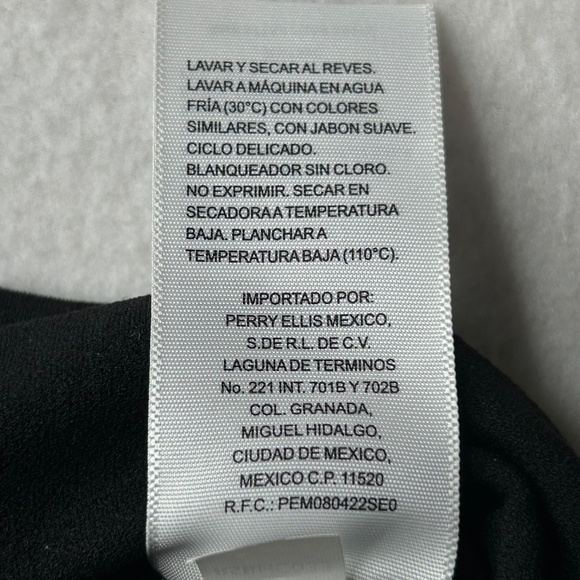 LAVAR Y SECAR AL REVES.
LAVAR A MÁQUINA EN AGUA
FRÍA (30°C) CON COLORES
SIMILARES, CON JABON SUAVE.
CICLO DELICADO.
BLANQUEADOR SIN CLORO.
NO EXPRIMIR. SECAR EN
SECADORA A TEMPERATURA
BAJA. PLANCHAR A
TEMPERATURA BAJA (110°C).
IMPORTADO POR:
PERRY ELLIS MEXICO,
S.DE R.L. DE C.V.
LAGUNA DE TERMINOS
No. 221 INT. 701B Y 702B
COL. GRANADA,
MIGUEL HIDALGO,
CIUDAD DE MEXICO,
MEXICO C.P. 11520
R.F.C.: PEM080422SE0